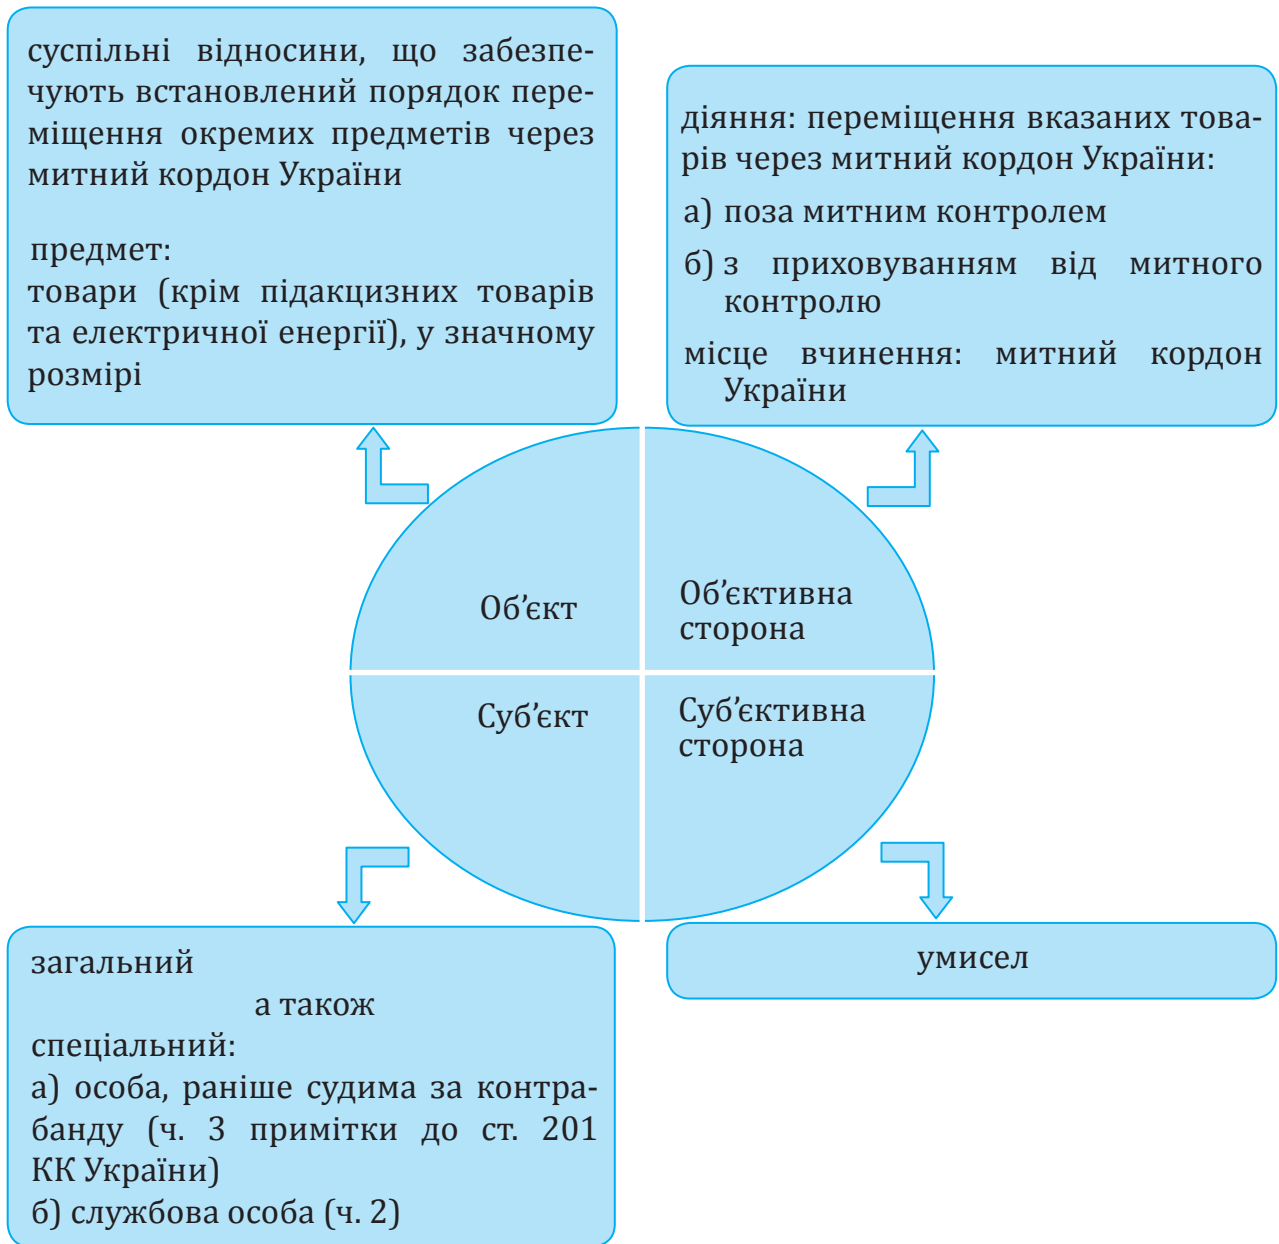 суспільні відносини, що забезпе-
чують встановлений порядок пере-
міщення окремих предметів через
митний кордон України
предмет:
товари (крім підакцизних товарів
та електричної енергії), у значному
розмірі
діяння: переміщення вказаних това-
рів через митний кордон України:
а) поза митним контролем
б) з приховуванням від митного
контролю
місце вчинення: митний кордон
України
Об’єкт
Об’єктивна
сторона
Суб’єкт
Суб’єктивна
сторона
загальний
а також
спеціальний:
а) особа, раніше судима за контра-
банду (ч. 3 примітки до ст. 201
КК України)
б) службова особа (ч. 2)
умисел